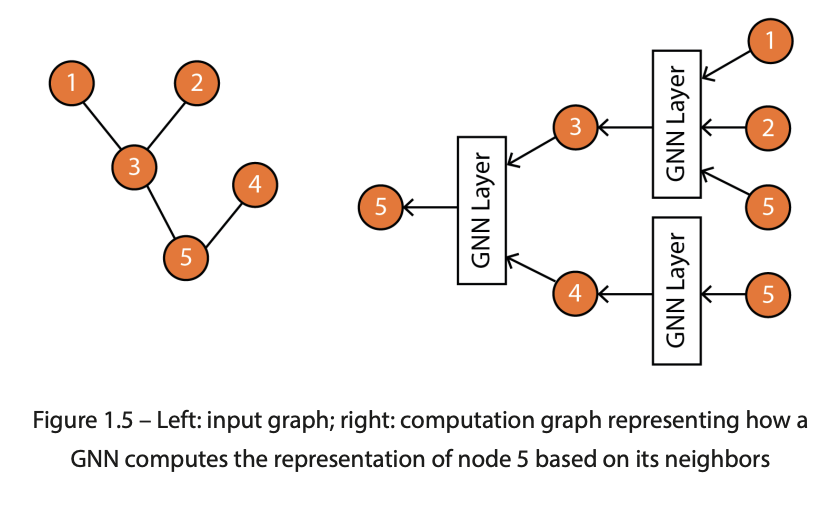 1
2
3
4
5
5
GNN Layer
3
4
GNN Layer
GNN Layer
1
2
5
5
Figure 1.5 – Left: input graph; right: computation graph representing how a
GNN computes the representation of node 5 based on its neighbors